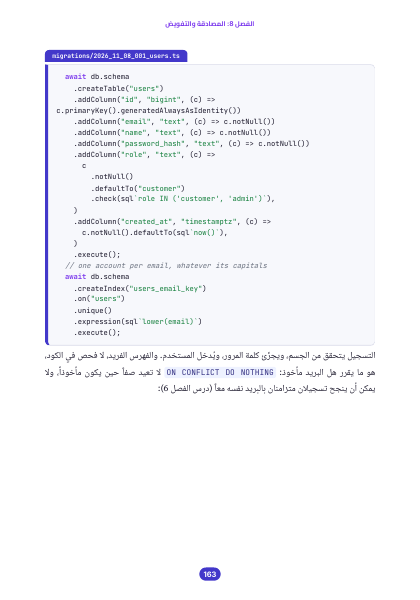 الفصل 8: المصادقة والتفويض
migrations/2026_11_08_001_users.ts
await db.schema
.createTable("users")
.addColumn("id", "bigint", (c) =>
c.primaryKey().generatedAlwaysAsIdentity())
.addColumn("email", "text", (c) => c.notNull())
.addColumn("name", "text", (c) => c.notNull())
.addColumn("password_hash", "text", (c) => c.notNull())
.addColumn("role", "text", (c) =>
c
.notNull()
.defaultTo("customer")
.check(sql`role IN ('customer', 'admin')`),
)
.addColumn("created_at", "timestamptz", (c) =>
c.notNull().defaultTo(sql`now()`),
)
.execute();
// one account per email, whatever its capitals
await db.schema
.createIndex("users_email_key")
.on("users")
.unique()
.expression(sql`lower(email)`)
.execute();
التسجيل يتحقق من الجسم، ويجزّئ كلمة المرور، ويُدخل المستخدم. والفهرس الفريد، لا فحص في الكود،
هو ما يقرر هل البريد مأخوذ: ON CONFLICT DO NOTHING لا تعيد صفاً حين يكون مأخوذاً، ولا
يمكن أن ينجح تسجيلان متزامنان بالبريد نفسه معاً (درس الفصل 6):
163